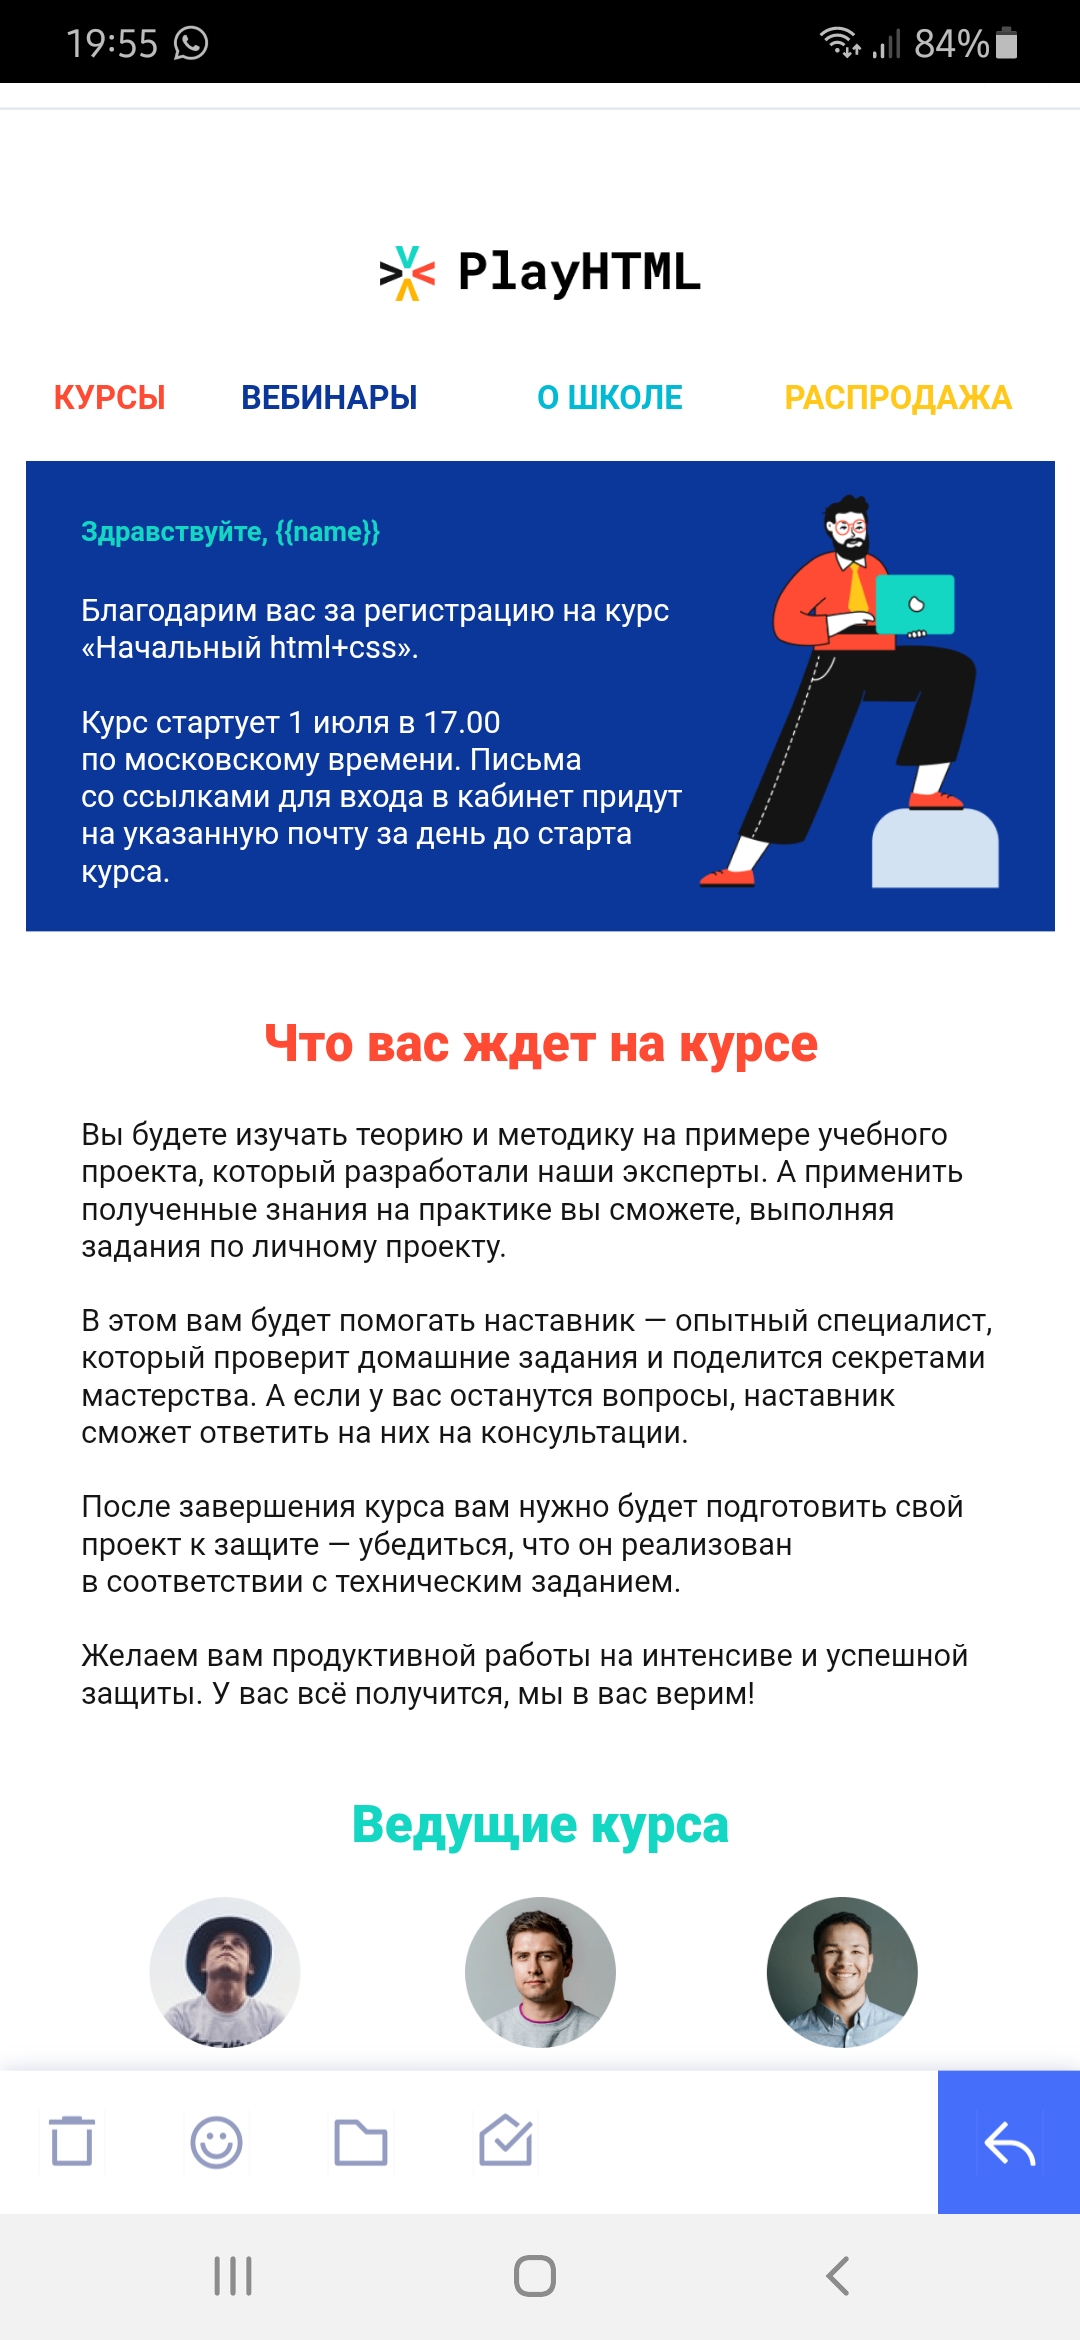 19:55
84%
PlayHTML
КУРСЫ ВЕБИНАРЫ О ШКОЛЕ РАСПРОДАЖА
Здравствуйте, {{name}}
Благодарим вас за регистрацию на курс
«Начальный html+css».
Курс стартует 1 июля в 17.00
по московскому времени. Письма
со ссылками для входа в кабинет придут
на указанную почту за день до старта
курса.
Что вас ждет на курсе
Вы будете изучать теорию и методику на примере учебного
проекта, который разработали наши эксперты. А применить
полученные знания на практике вы сможете, выполняя
задания по личному проекту.
В этом вам будет помогать наставник — опытный специалист,
который проверит домашние задания и поделится секретами
мастерства. А если у вас останутся вопросы, наставник
сможет ответить на них на консультации.
После завершения курса вам нужно будет подготовить свой
проект к защите — убедиться, что он реализован
в соответствии с техническим заданием.
Желаем вам продуктивной работы на интенсиве и успешной
защиты. У вас всё получится, мы в вас верим!
Ведущие курса